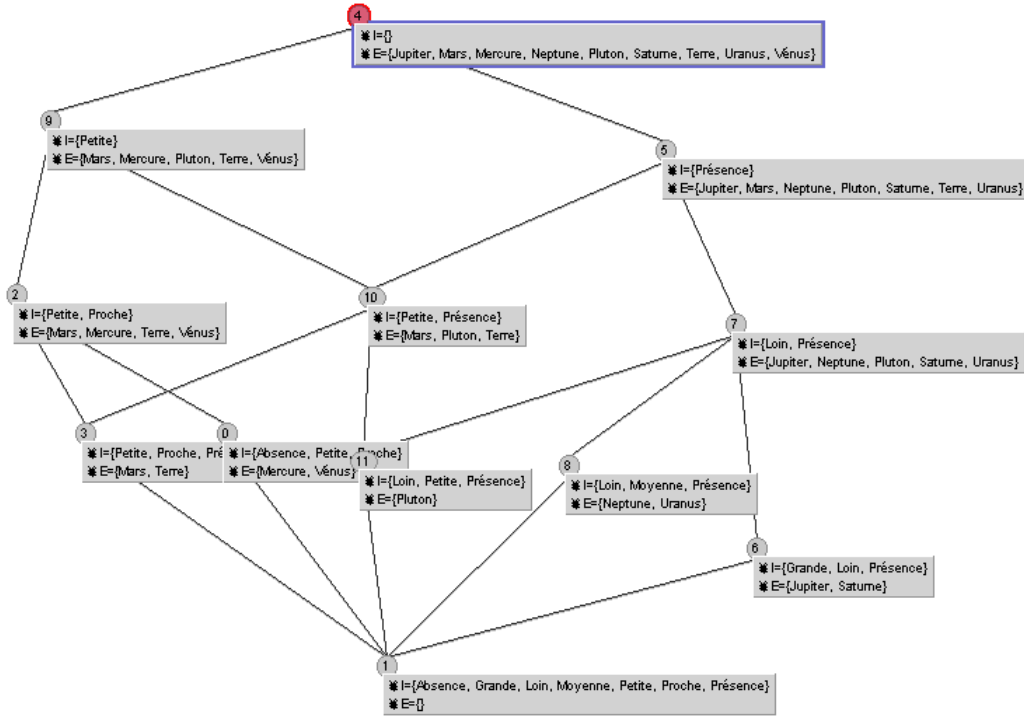 4
I={}
E={Jupiter, Mars, Mercure, Neptune, Pluton, Saturne, Terre, Uranus, Vénus}
9
I={Petite}
E={Mars, Mercure, Pluton, Terre, Vénus}
5
I={Présence}
E={Jupiter, Mars, Neptune, Pluton, Saturne, Terre, Uranus}
2
I={Petite, Proche}
E={Mars, Mercure, Terre, Vénus}
10
I={Petite, Présence}
E={Mars, Pluton, Terre}
7
I={Loin, Présence}
E={Jupiter, Neptune, Pluton, Saturne, Uranus}
3
I={Petite, Proche,
E={Mars, Terre}
0
I={Absence, Petite, Proche}
E={Mercure, Vénus}
11
I={Loin, Petite, Présence}
E={Pluton}
8
I={Loin, Moyenne, Présence}
E={Neptune, Uranus}
6
I={Grande, Loin, Présence}
E={Jupiter, Saturne}
1
I={Absence, Grande, Loin, Moyenne, Petite, Proche, Présence}
E={}